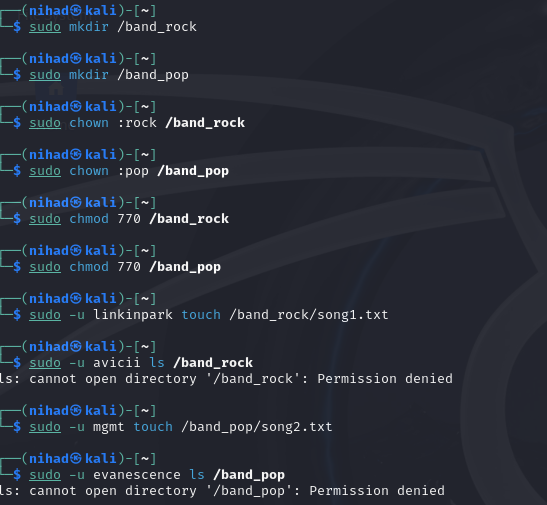 ┌──(nihad㉿kali)-[~]
└─$ sudo mkdir /band_rock
┌──(nihad㉿kali)-[~]
└─$ sudo mkdir /band_pop
┌──(nihad㉿kali)-[~]
└─$ sudo chown :rock /band_rock
┌──(nihad㉿kali)-[~]
└─$ sudo chown :pop /band_pop
┌──(nihad㉿kali)-[~]
└─$ sudo chmod 770 /band_rock
┌──(nihad㉿kali)-[~]
└─$ sudo chmod 770 /band_pop
┌──(nihad㉿kali)-[~]
└─$ sudo -u linkinpark touch /band_rock/song1.txt
┌──(nihad㉿kali)-[~]
└─$ sudo -u avicii ls /band_rock
ls: cannot open directory '/band_rock': Permission denied
┌──(nihad㉿kali)-[~]
└─$ sudo -u mgmt touch /band_pop/song2.txt
┌──(nihad㉿kali)-[~]
└─$ sudo -u evanescence ls /band_pop
ls: cannot open directory '/band_pop': Permission denied